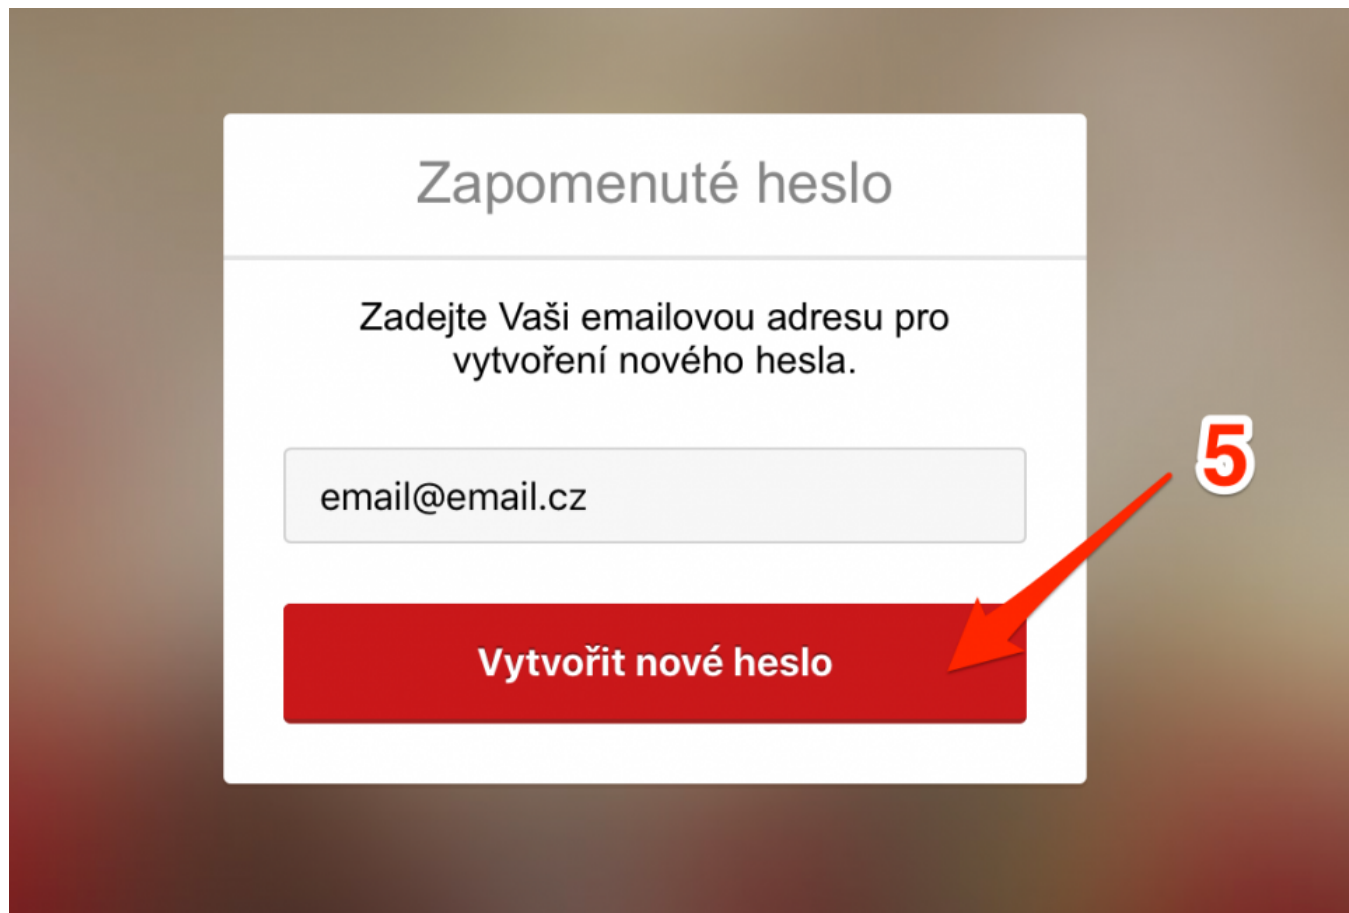 Zapomenuté heslo
Zadejte Vaši emailovou adresu pro
vytvoření nového hesla.
email@email.cz
5
Vytvořit nové heslo